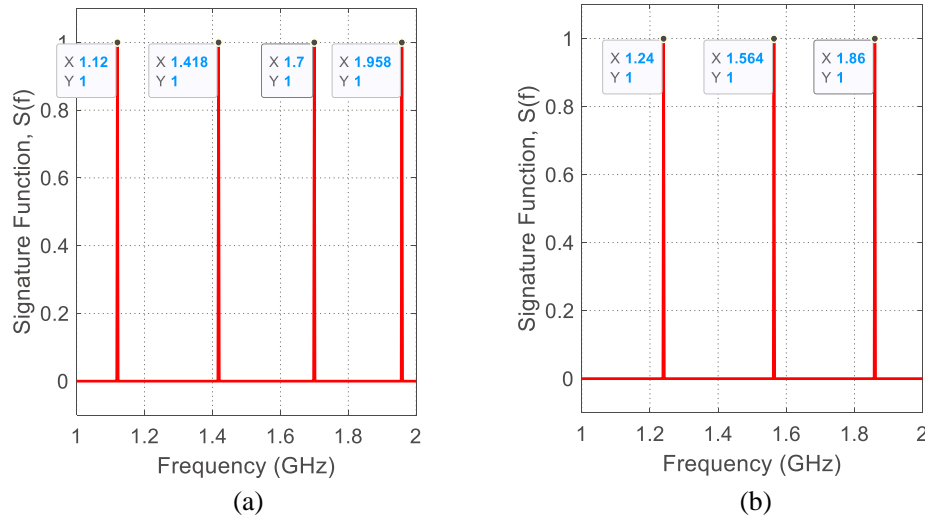 1
X 1.12
Y 1
X 1.418
Y 1
X 1.7
Y 1
X 1.958
Y 1
0.8
0.6
0.4
0.2
0
Signature Function, S(f)
1
1.2
1.4
1.6
1.8
2
Frequency (GHz)
(a)
1
X 1.24
Y 1
X 1.564
Y 1
X 1.86
Y 1
0.8
0.6
0.4
0.2
0
Signature Function, S(f)
1
1.2
1.4
1.6
1.8
2
Frequency (GHz)
(b)